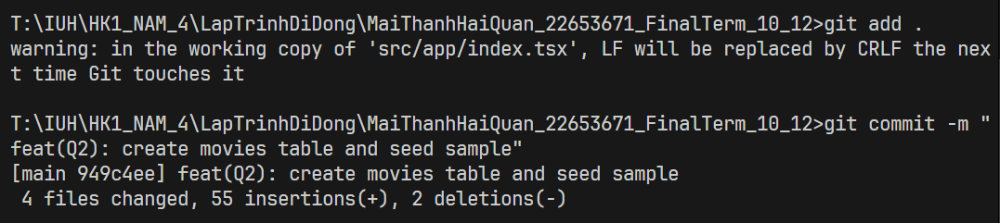 T:\IUH\HK1_NAM_4\LapTrinhDiDong\MaiThanhHaiQuan_22653671_FinalTerm_10_12>git add .
warning: in the working copy of 'src/app/index.tsx', LF will be replaced by CRLF the nex
t time Git touches it
T:\IUH\HK1_NAM_4\LapTrinhDiDong\MaiThanhHaiQuan_22653671_FinalTerm_10_12>git commit -m "
feat(Q2): create movies table and seed sample"
[main 949c4ee] feat(Q2): create movies table and seed sample
 4 files changed, 55 insertions(+), 2 deletions(-)